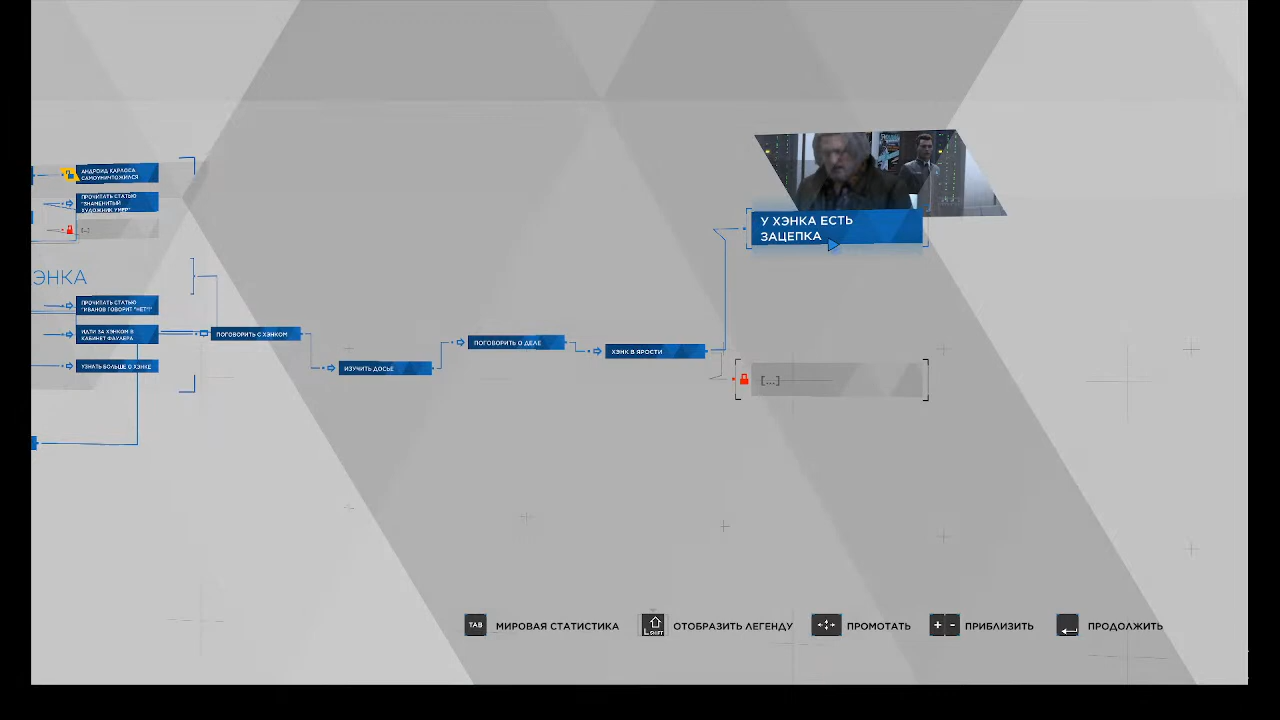 АНДРОИД КАРЛОСА
САМОУНИЧТОЖИЛСЯ
ПРОЧИТАТЬ СТАТЬЮ
"ЗНАМЕНИТЫЙ
ХУДОЖНИК УМЕР"
[...]
ЭНКА
ПРОЧИТАТЬ СТАТЬЮ
"ИВАНОВ ГОВОРИТ "НЕТ"!"
ИДТИ ЗА ХЭНКОМ В
КАБИНЕТ ФАУЛЕРА
УЗНАТЬ БОЛЬШЕ О ХЭНКЕ
ПОГОВОРИТЬ С ХЭНКОМ
ИЗУЧИТЬ ДОСЬЕ
ПОГОВОРИТЬ О ДЕЛЕ
ХЭНК В ЯРОСТИ
У ХЭНКА ЕСТЬ
ЗАЦЕПКА
[...]
TAB МИРОВАЯ СТАТИСТИКА
L SHIFT ОТОБРАЗИТЬ ЛЕГЕНДУ
ПРОМОТАТЬ
+ - ПРИБЛИЗИТЬ
ПРОДОЛЖИТЬ